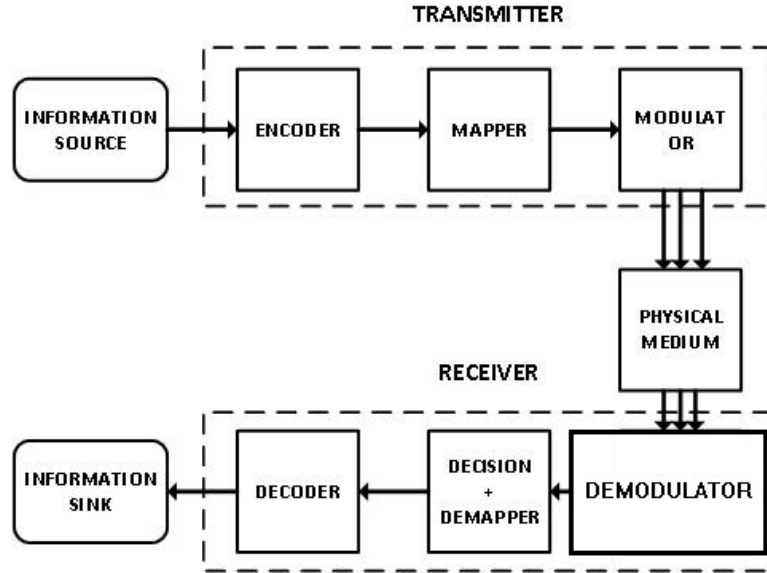 TRANSMITTER
INFORMATION
SOURCE
ENCODER
MAPPER
MODULAT
OR
PHYSICAL
MEDIUM
RECEIVER
INFORMATION
SINK
DECODER
DECISION
+
DEMAPPER
DEMODULATOR